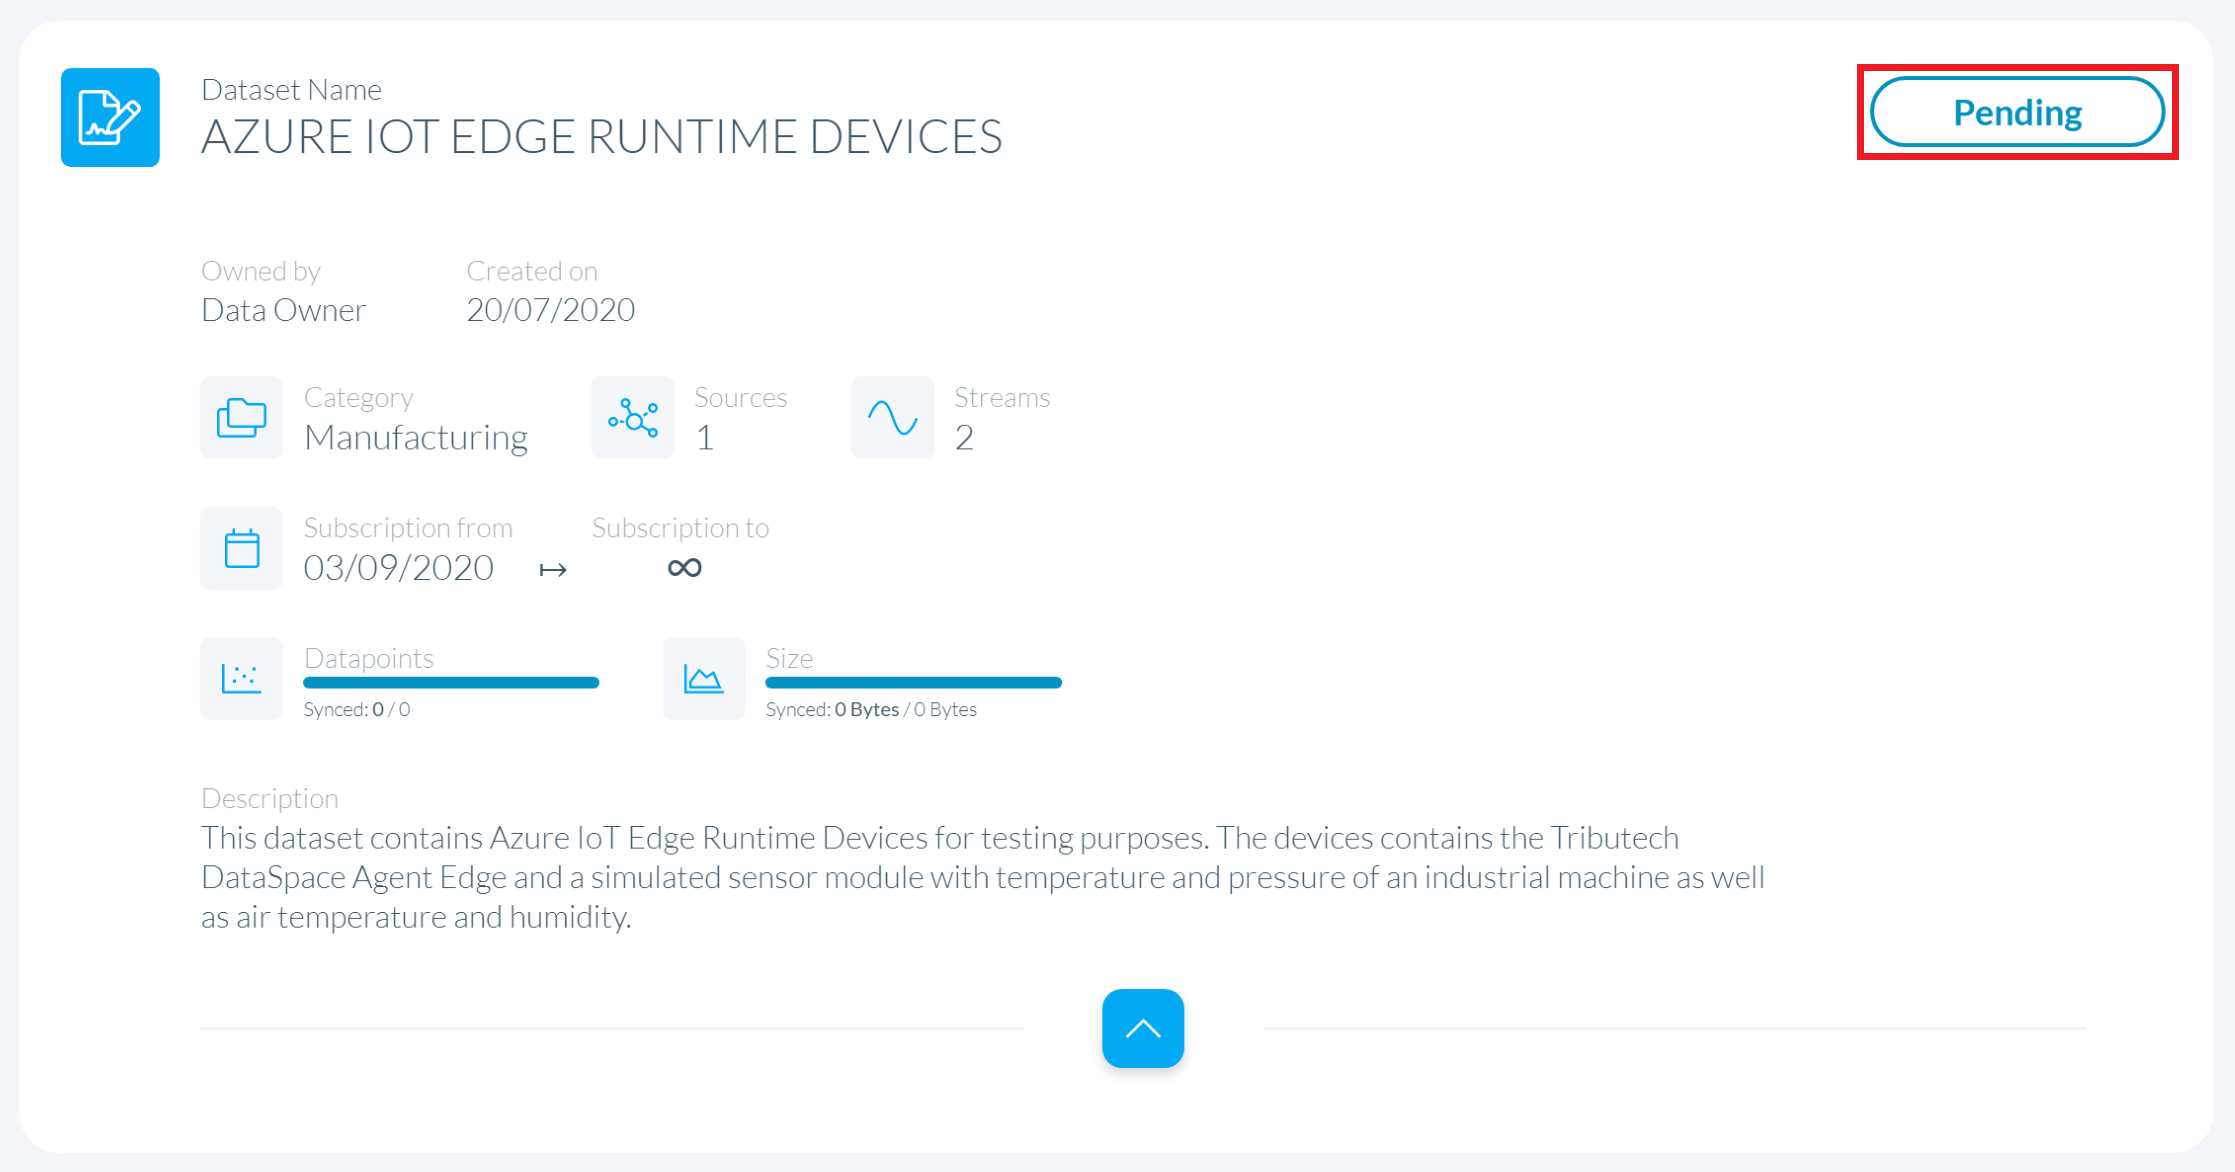 Dataset Name
AZURE IOT EDGE RUNTIME DEVICES
Pending
Owned by
Data Owner
Created on
20/07/2020
Category
Manufacturing
Sources
1
Streams
2
Subscription from
03/09/2020
↦
Subscription to
∞
Datapoints
Synced: 0 / 0
Size
Synced: 0 Bytes / 0 Bytes
Description
This dataset contains Azure IoT Edge Runtime Devices for testing purposes. The devices contains the Tributech
DataSpace Agent Edge and a simulated sensor module with temperature and pressure of an industrial machine as well
as air temperature and humidity.